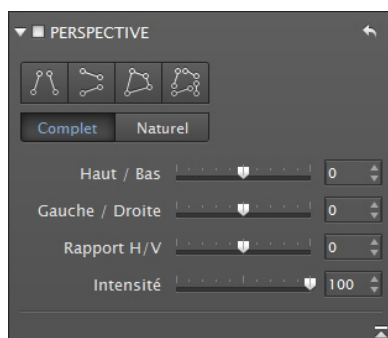 PERSPECTIVE
Complet Naturel
Haut / Bas 0
Gauche / Droite 0
Rapport H/V 0
Intensité 100